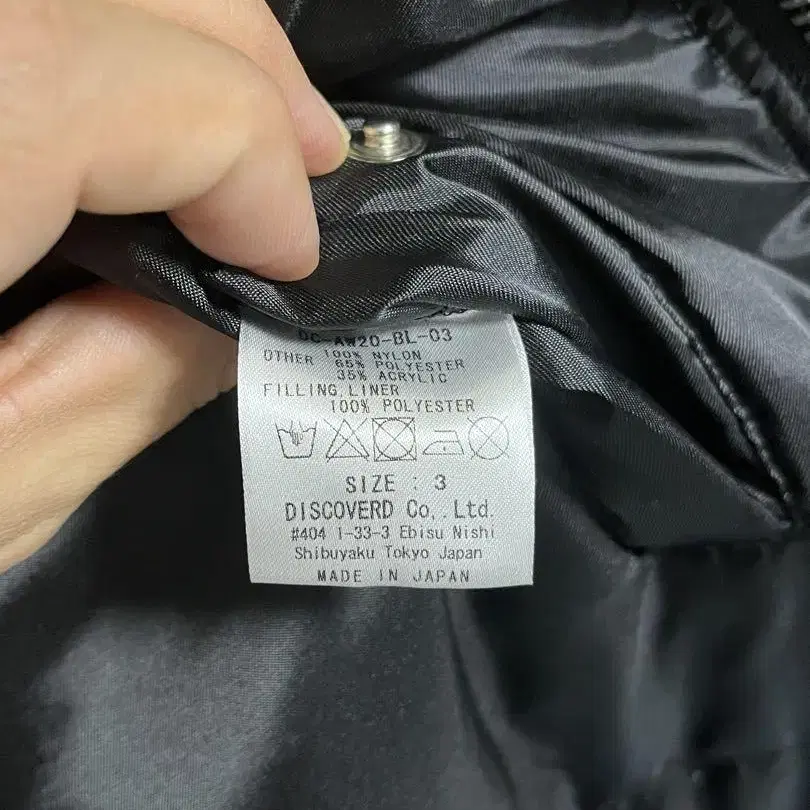 DC-AW20-BL-03
OTHER 100% NYLON
65% POLYESTER
35% ACRYLIC
FILLING,LINER
100% POLYESTER
SIZE : 3
DISCOVERD Co,.Ltd.
#404 1-33-3 Ebisu Nishi
Shibuyaku Tokyo Japan
MADE IN JAPAN